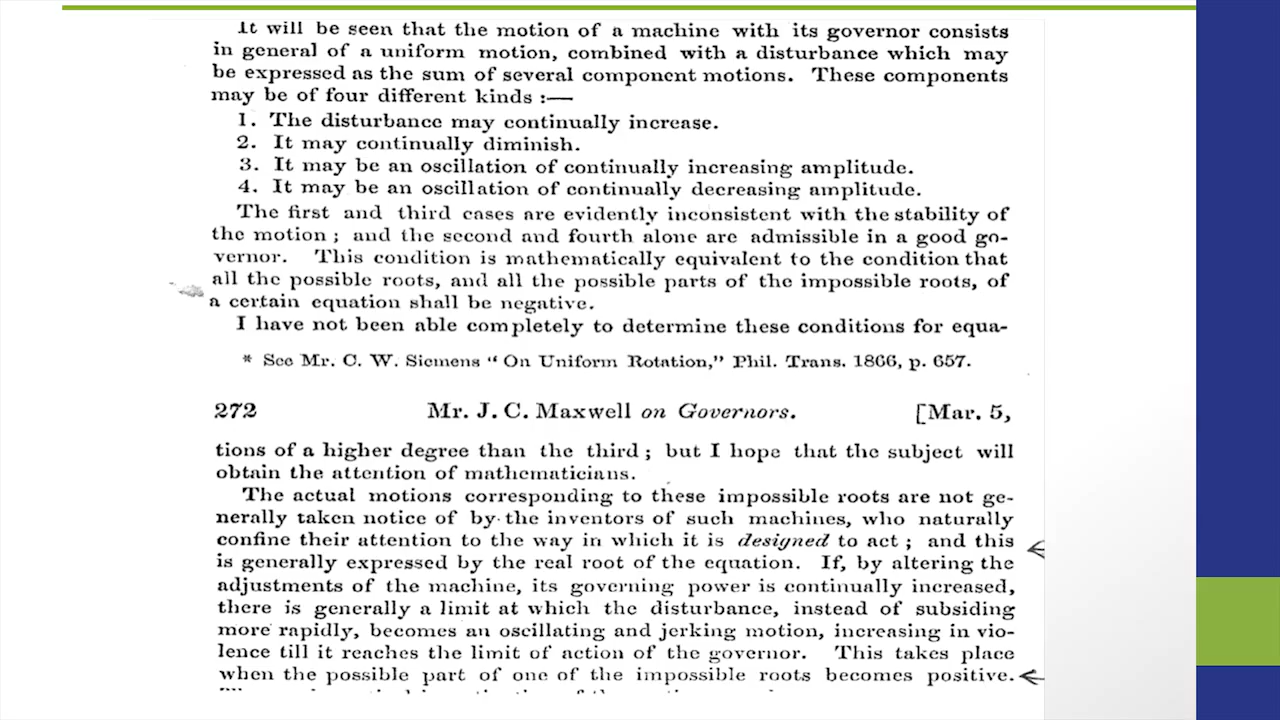 It will be seen that the motion of a machine with its governor consists
in general of a uniform motion, combined with a disturbance which may
be expressed as the sum of several component motions. These components
may be of four different kinds :—
1. The disturbance may continually increase.
2. It may continually diminish.
3. It may be an oscillation of continually increasing amplitude.
4. It may be an oscillation of continually decreasing amplitude.
The first and third cases are evidently inconsistent with the stability of
the motion ; and the second and fourth alone are admissible in a good go-
vernor. This condition is mathematically equivalent to the condition that
all the possible roots, and all the possible parts of the impossible roots, of
a certain equation shall be negative.
I have not been able completely to determine these conditions for equa-
* See Mr. C. W. Siemens “ On Uniform Rotation,” Phil. Trans. 1866, p. 657.
272 Mr. J. C. Maxwell on Governors. [Mar. 5,
tions of a higher degree than the third ; but I hope that the subject will
obtain the attention of mathematicians.
The actual motions corresponding to these impossible roots are not ge-
nerally taken notice of by the inventors of such machines, who naturally
confine their attention to the way in which it is designed to act ; and this
is generally expressed by the real root of the equation. If, by altering the
adjustments of the machine, its governing power is continually increased,
there is generally a limit at which the disturbance, instead of subsiding
more rapidly, becomes an oscillating and jerking motion, increasing in vio-
lence till it reaches the limit of action of the governor. This takes place
when the possible part of one of the impossible roots becomes positive.